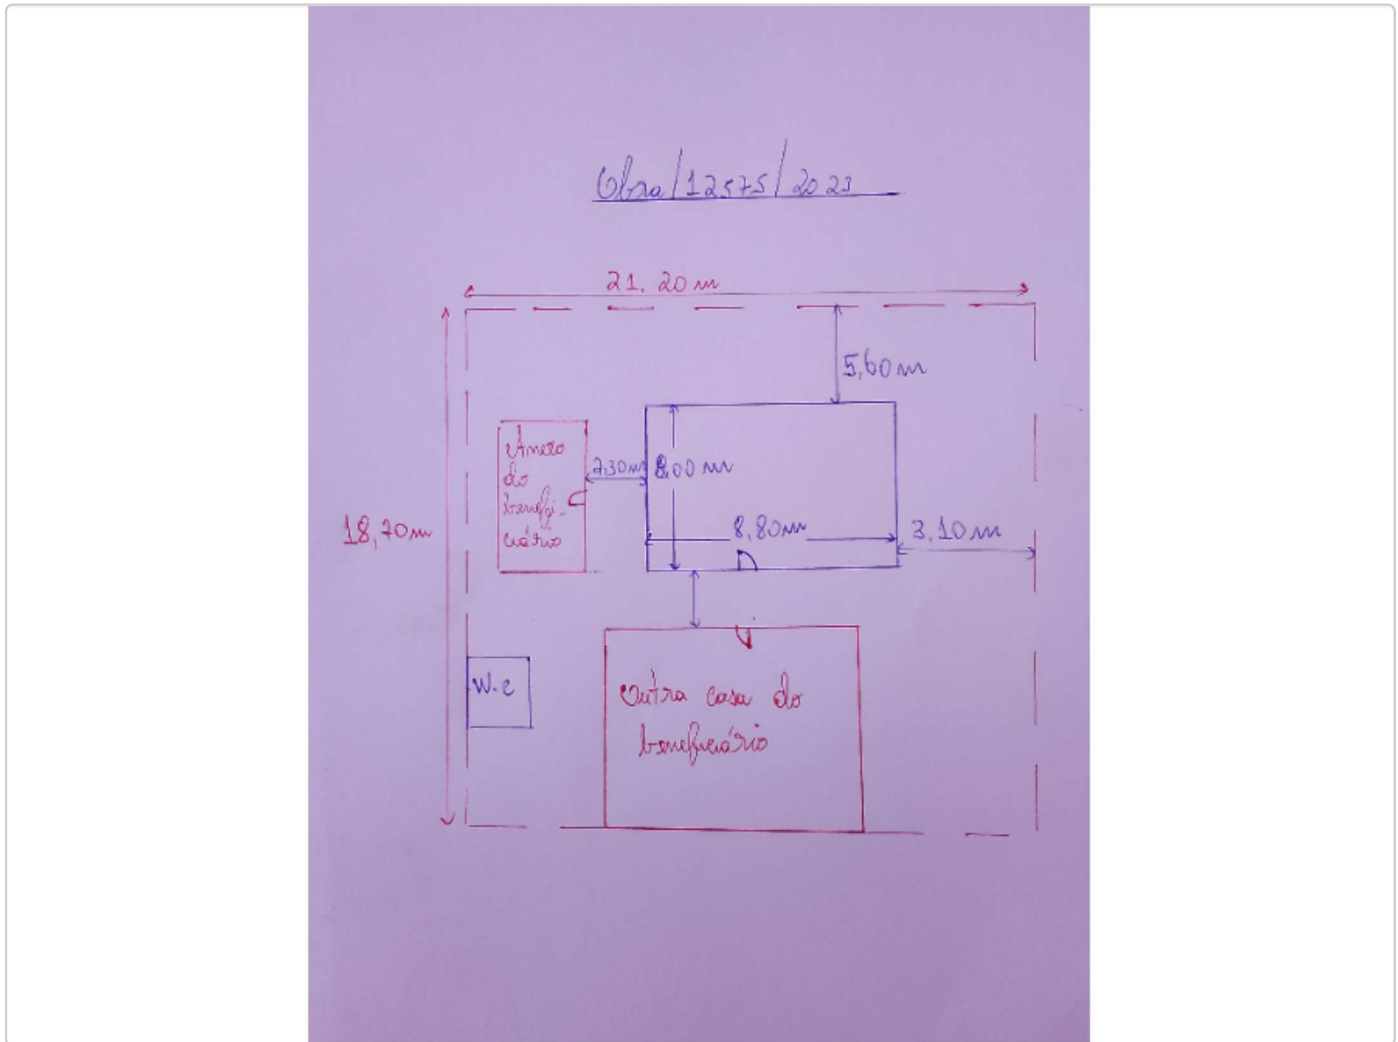 Obra/12575/2023
21.20m
5,60m
Anexo
do
benefi-
ciário
2,30m
8,00m
18,70m
8,80m
3,10m
W.c
Outra casa do
beneficiário